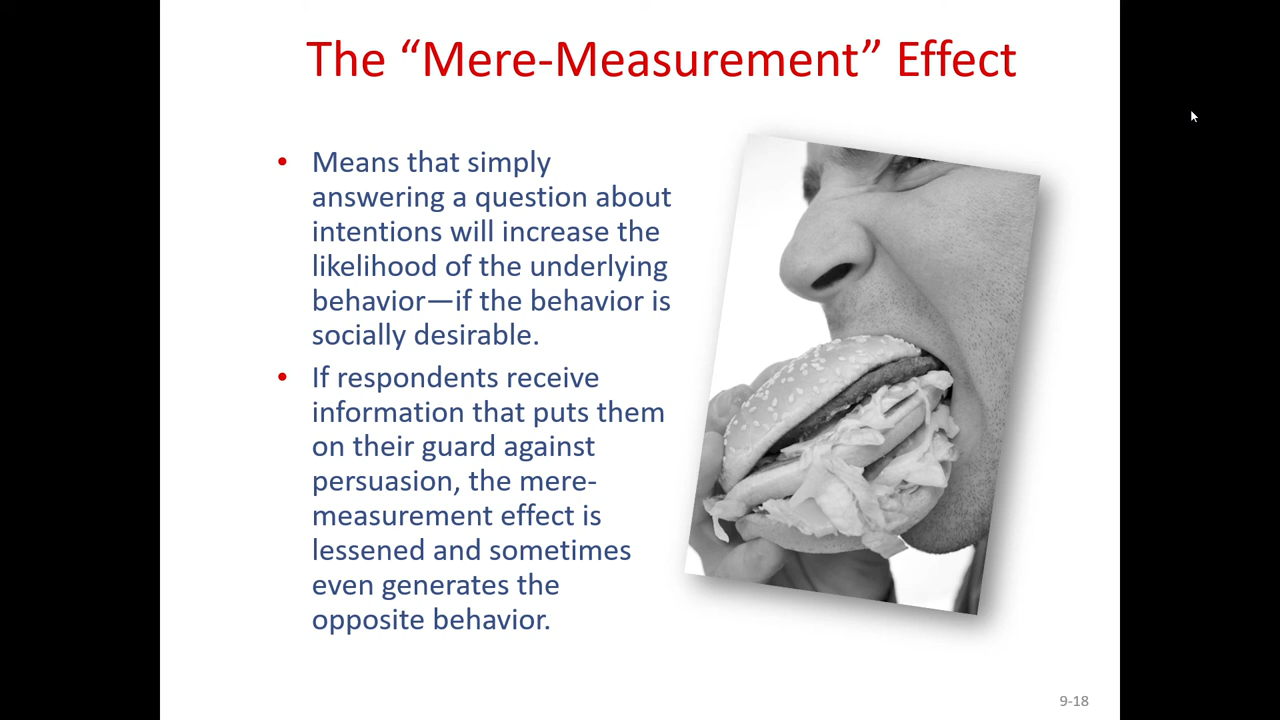 The “Mere-Measurement” Effect
• Means that simply
answering a question about
intentions will increase the
likelihood of the underlying
behavior—if the behavior is
socially desirable.
• If respondents receive
information that puts them
on their guard against
persuasion, the mere-
measurement effect is
lessened and sometimes
even generates the
opposite behavior.
9-18